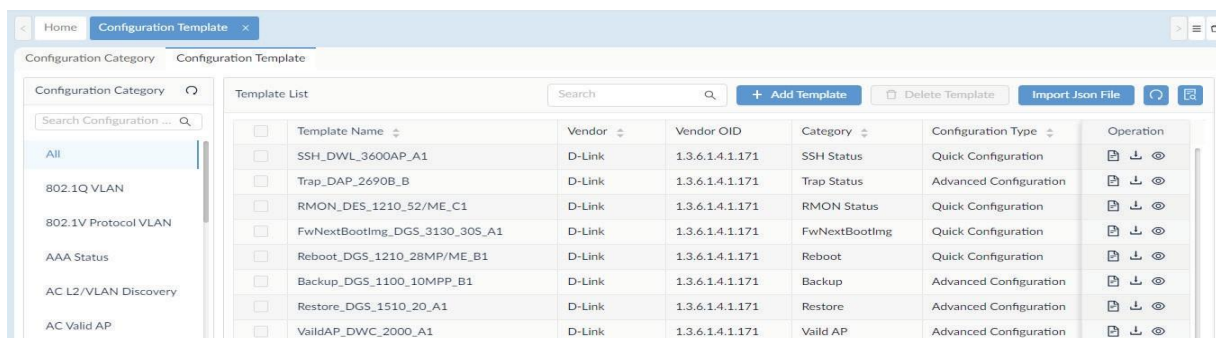 Home Configuration Template ×
Configuration Category Configuration Template
Configuration Category
Search Configuration ...
All
802.1Q VLAN
802.1V Protocol VLAN
AAA Status
AC L2/VLAN Discovery
AC Valid AP
Template List Search + Add Template Delete Template Import Json File
Template Name Vendor Vendor OID Category Configuration Type Operation
SSH_DWL_3600AP_A1 D-Link 1.3.6.1.4.1.171 SSH Status Quick Configuration
Trap_DAP_2690B_B D-Link 1.3.6.1.4.1.171 Trap Status Advanced Configuration
RMON_DES_1210_52/ME_C1 D-Link 1.3.6.1.4.1.171 RMON Status Quick Configuration
FwNextBootImg_DGS_3130_30S_A1 D-Link 1.3.6.1.4.1.171 FwNextBootImg Quick Configuration
Reboot_DGS_1210_28MP/ME_B1 D-Link 1.3.6.1.4.1.171 Reboot Quick Configuration
Backup_DGS_1100_10MPP_B1 D-Link 1.3.6.1.4.1.171 Backup Advanced Configuration
Restore_DGS_1510_20_A1 D-Link 1.3.6.1.4.1.171 Restore Advanced Configuration
VaildAP_DWC_2000_A1 D-Link 1.3.6.1.4.1.171 Vaild AP Advanced Configuration